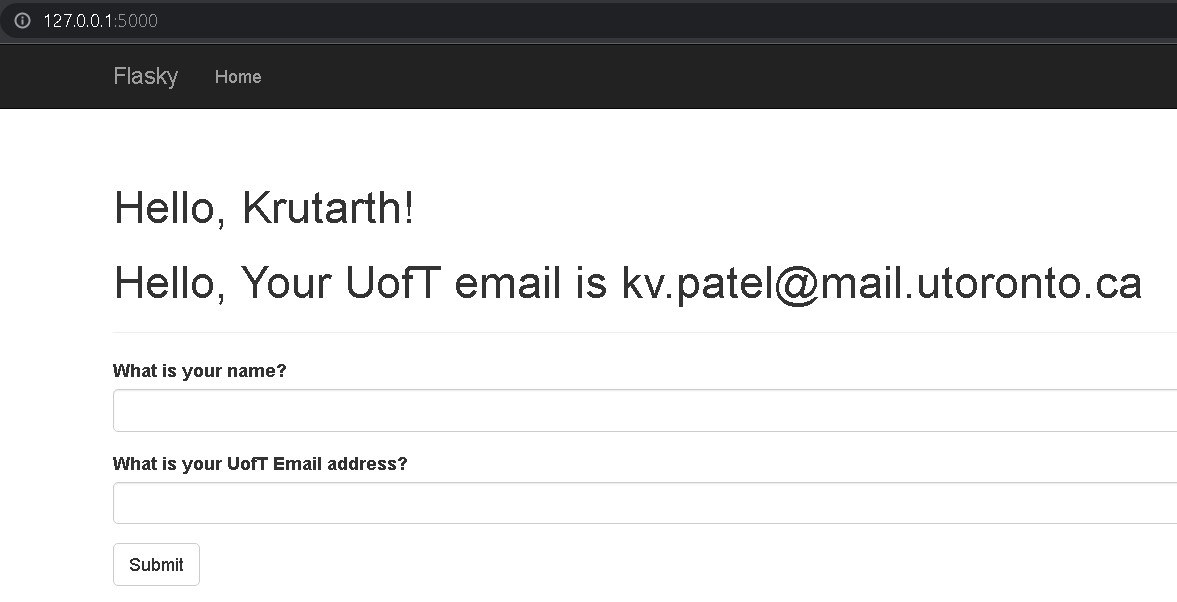 127.0.0.1:5000
Flasky Home
Hello, Krutarth!
Hello, Your UofT email is kv.patel@mail.utoronto.ca
What is your name?
What is your UofT Email address?
Submit